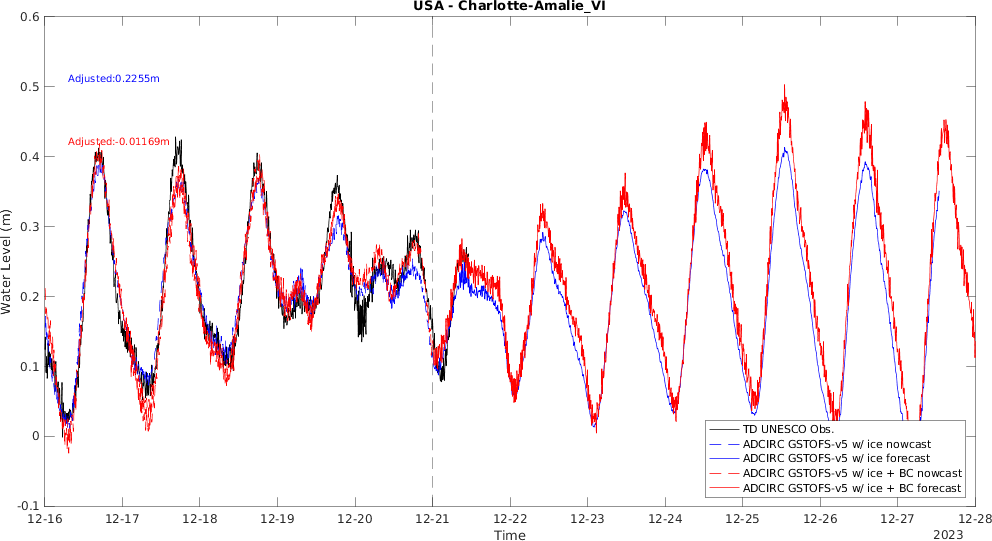 USA - Charlotte-Amalie_VI
0.6
0.5
0.4
0.3
0.2
0.1
0
-0.1
Water Level (m)
Adjusted:0.2255m
Adjusted:-0.01169m
TD UNESCO Obs.
ADCIRC GSTOFS-v5 w/ ice nowcast
ADCIRC GSTOFS-v5 w/ ice forecast
ADCIRC GSTOFS-v5 w/ ice + BC nowcast
ADCIRC GSTOFS-v5 w/ ice + BC forecast
12-16 12-17 12-18 12-19 12-20 12-21 12-22 12-23 12-24 12-25 12-26 12-27 12-28
Time
2023